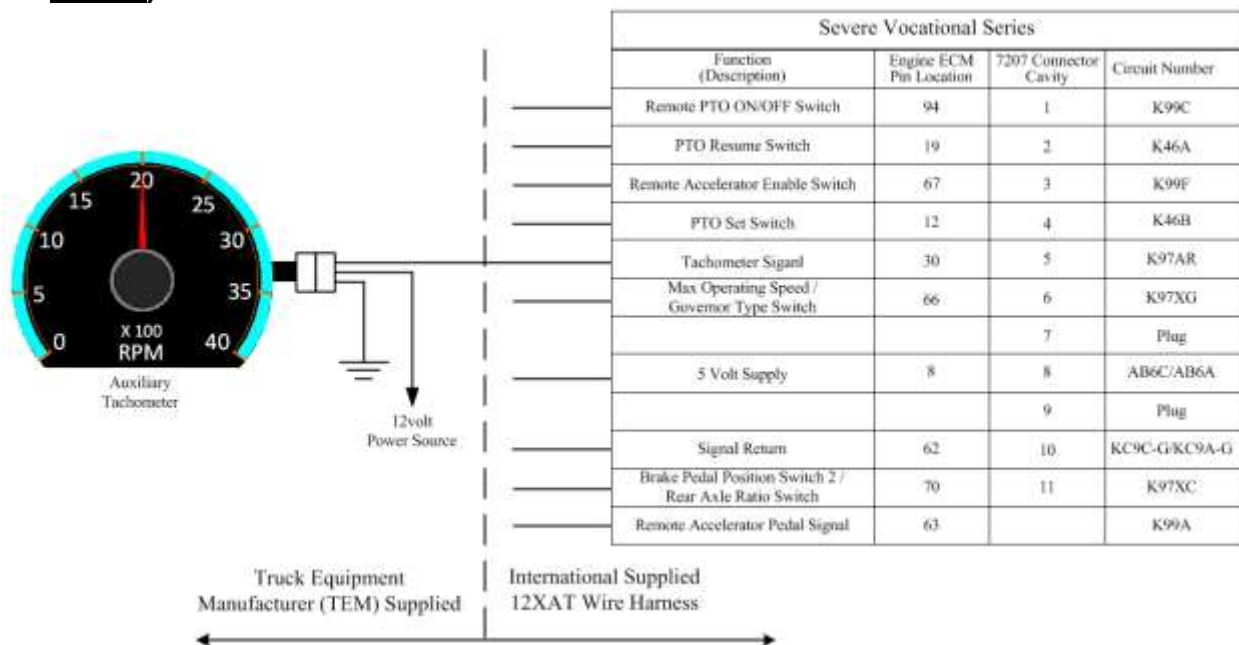 Severe Vocational Series
Function
(Description)
Engine ECM
Pin Location
7207 Connector
Cavity
Circuit Number
Remote PTO ON/OFF Switch 94 1 K99C
PTO Resume Switch 19 2 K46A
Remote Accelerator Enable Switch 67 3 K99F
PTO Set Switch 12 4 K46B
Tachometer Siganl 30 5 K97AR
Max Operating Speed /
Governor Type Switch 66 6 K97XG
7 Plug
5 Volt Supply 8 8 AB6C/AB6A
9 Plug
Signal Return 62 10 KC9C-G/KC9A-G
Brake Pedal Position Switch 2 /
Rear Axle Ratio Switch 70 11 K97XC
Remote Accelerator Pedal Signal 63 K99A
0
5
10
15
20
25
30
35
40
X 100
RPM
Auxiliary
Tachometer
12volt
Power Source
Truck Equipment
Manufacturer (TEM) Supplied
International Supplied
12XAT Wire Harness